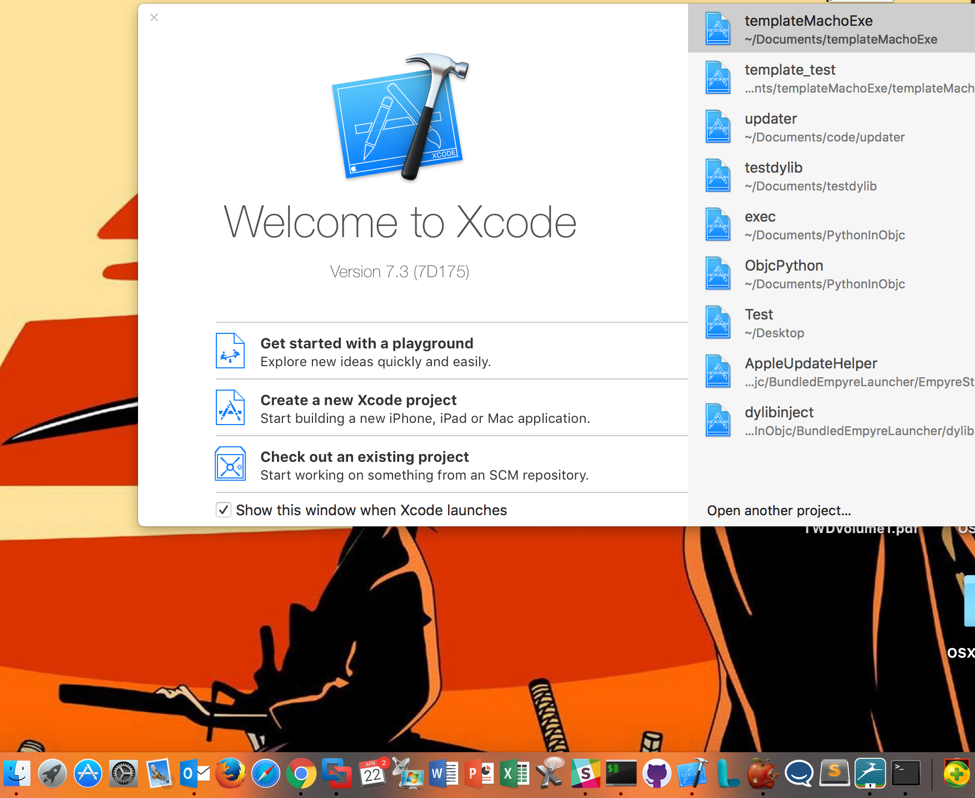 Welcome to Xcode
Version 7.3 (7D175)
Get started with a playground
Explore new ideas quickly and easily.
Create a new Xcode project
Start building a new iPhone, iPad or Mac application.
Check out an existing project
Start working on something from an SCM repository.
Show this window when Xcode launches
templateMachoExe
~/Documents/templateMachoExe
template_test
...nts/templateMachoExe/templateMach
updater
~/Documents/code/updater
testdylib
~/Documents/testdylib
exec
~/Documents/PythonInObjc
ObjcPython
~/Documents/PythonInObjc
Test
~/Desktop
AppleUpdateHelper
...jc/BundledEmpyreLauncher/EmpyreSt
dylibinject
...InObjc/BundledEmpyreLauncher/dylib
Open another project...
TWDVolume1.pdf
OS
OSX
XCODE
APR
22
2